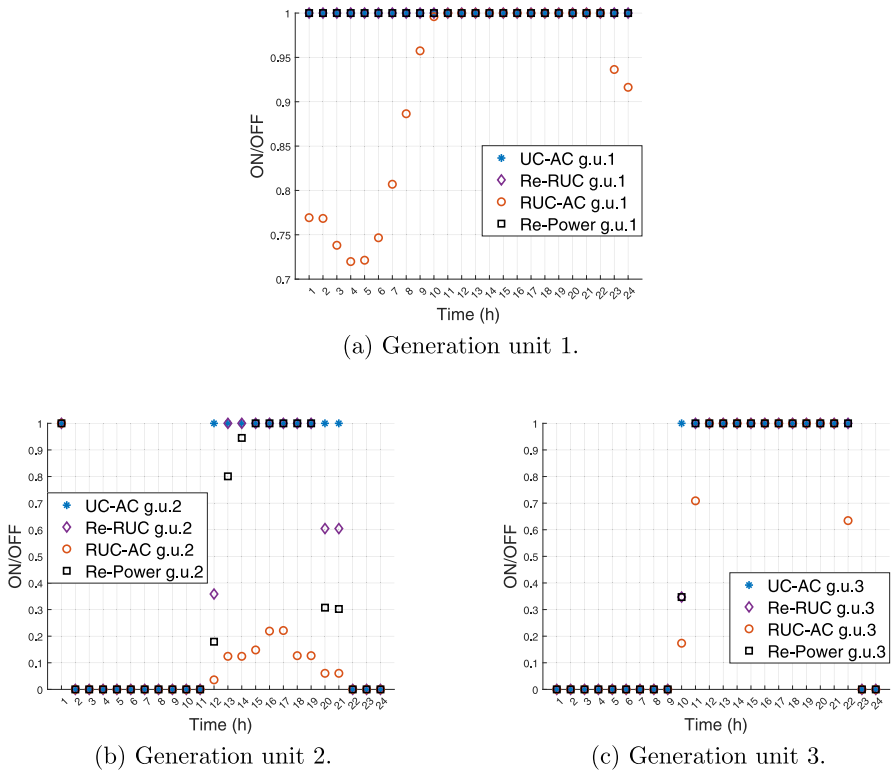 1
0.95
0.9
0.85
0.8
0.75
0.7
ON/OFF
UC-AC g.u.1
Re-RUC g.u.1
RUC-AC g.u.1
Re-Power g.u.1
1 2 3 4 5 6 7 8 9 10 11 12 13 14 15 16 17 18 19 20 21 22 23 24
Time (h)
(a) Generation unit 1.
1
0.9
0.8
0.7
0.6
0.5
0.4
0.3
0.2
0.1
0
ON/OFF
UC-AC g.u.2
Re-RUC g.u.2
RUC-AC g.u.2
Re-Power g.u.2
1 2 3 4 5 6 7 8 9 10 11 12 13 14 15 16 17 18 19 20 21 22 23 24
Time (h)
(b) Generation unit 2.
1
0.9
0.8
0.7
0.6
0.5
0.4
0.3
0.2
0.1
0
ON/OFF
UC-AC g.u.3
Re-RUC g.u.3
RUC-AC g.u.3
Re-Power g.u.3
1 2 3 4 5 6 7 8 9 10 11 12 13 14 15 16 17 18 19 20 21 22 23 24
Time (h)
(c) Generation unit 3.